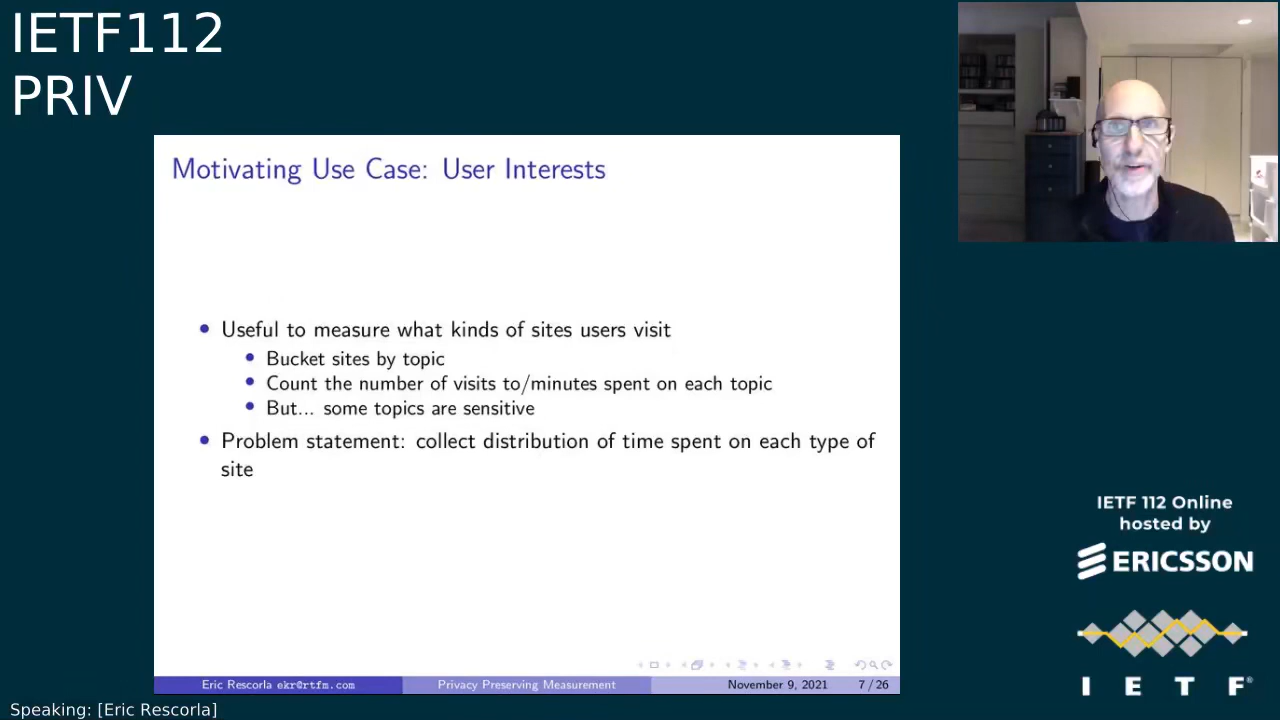 IETF112
PRIV
Motivating Use Case: User Interests
Useful to measure what kinds of sites users visit
Bucket sites by topic
Count the number of visits to/minutes spent on each topic
But... some topics are sensitive
Problem statement: collect distribution of time spent on each type of
site
Eric Rescorla ekr@rtfm.com
Privacy Preserving Measurement
November 9, 2021
7 / 26
IETF 112 Online
hosted by
ERICSSON
I E T F®
Speaking: [Eric Rescorla]